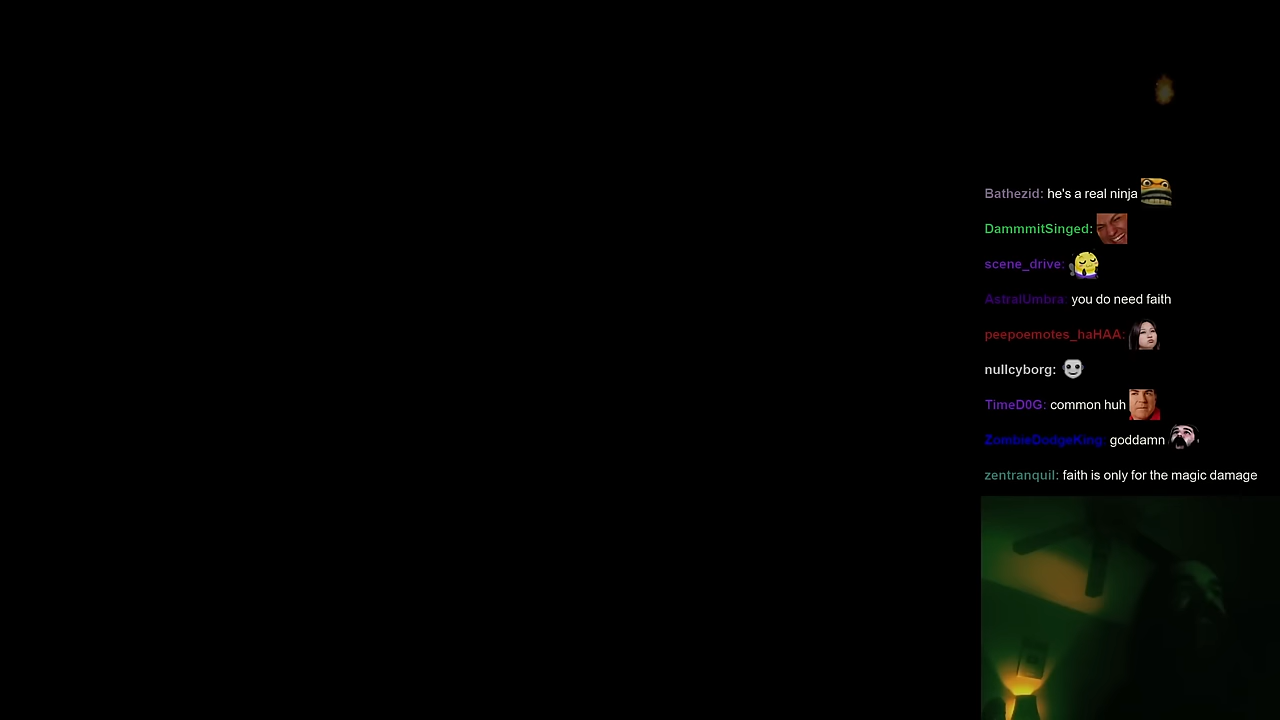 Bathezid: he's a real ninja
DammmitSinged:
scene_drive:
AstralUmbra: you do need faith
peepoemotes_haHAA:
nullcyborg:
TimeD0G: common huh
ZombieDodgeKing: goddamn
zentranquil: faith is only for the magic damage